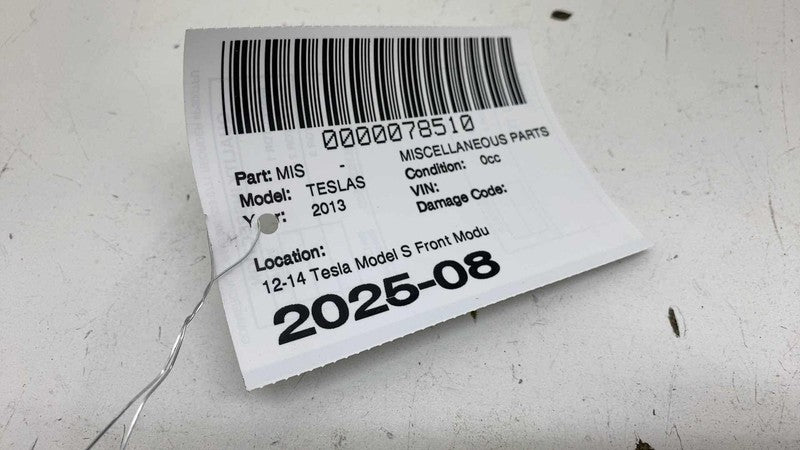 0000078510
Part: MIS - MISCELLANEOUS PARTS
Model: TESLAS Condition: 0cc
Year: 2013 VIN:
Damage Code:
Location:
12-14 Tesla Model S Front Modu
2025-08